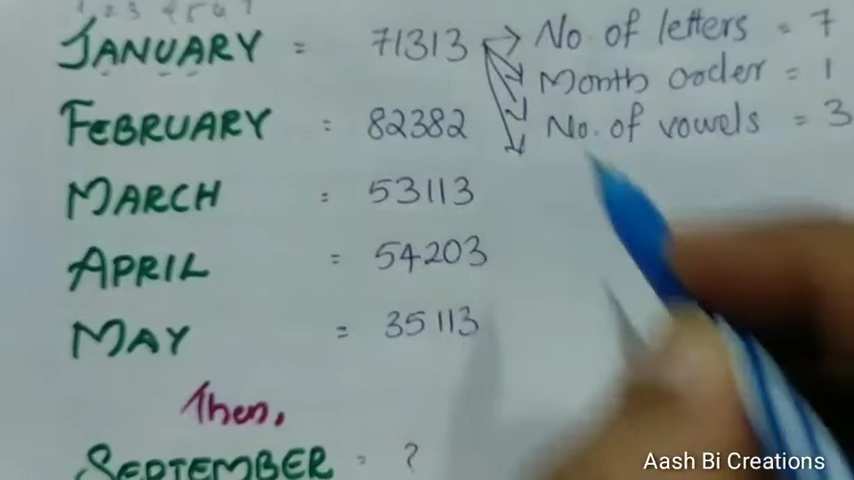 JANUARY = 71313 → No. of letters = 7
Month order = 1
FEBRUARY = 82382 No. of vowels = 3
MARCH = 53113
APRIL = 54203
MAY = 35113
Then,
SEPTEMBER = ?
Aash Bi Creations